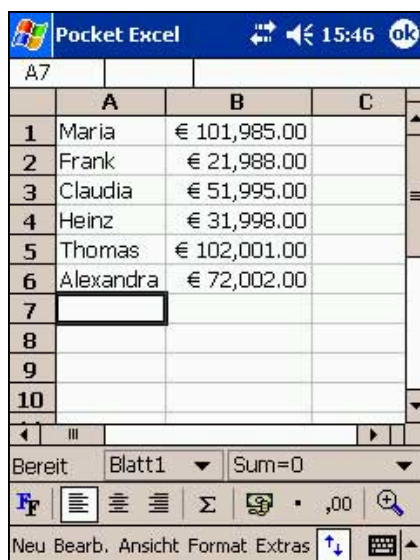 Pocket Excel 15:46 ok
A7
A B C
1 Maria € 101,985.00
2 Frank € 21,988.00
3 Claudia € 51,995.00
4 Heinz € 31,998.00
5 Thomas € 102,001.00
6 Alexandra € 72,002.00
7
8
9
10
Bereit Blatt1 Sum=0
FF Σ ,00
Neu Bearb. Ansicht Format Extras